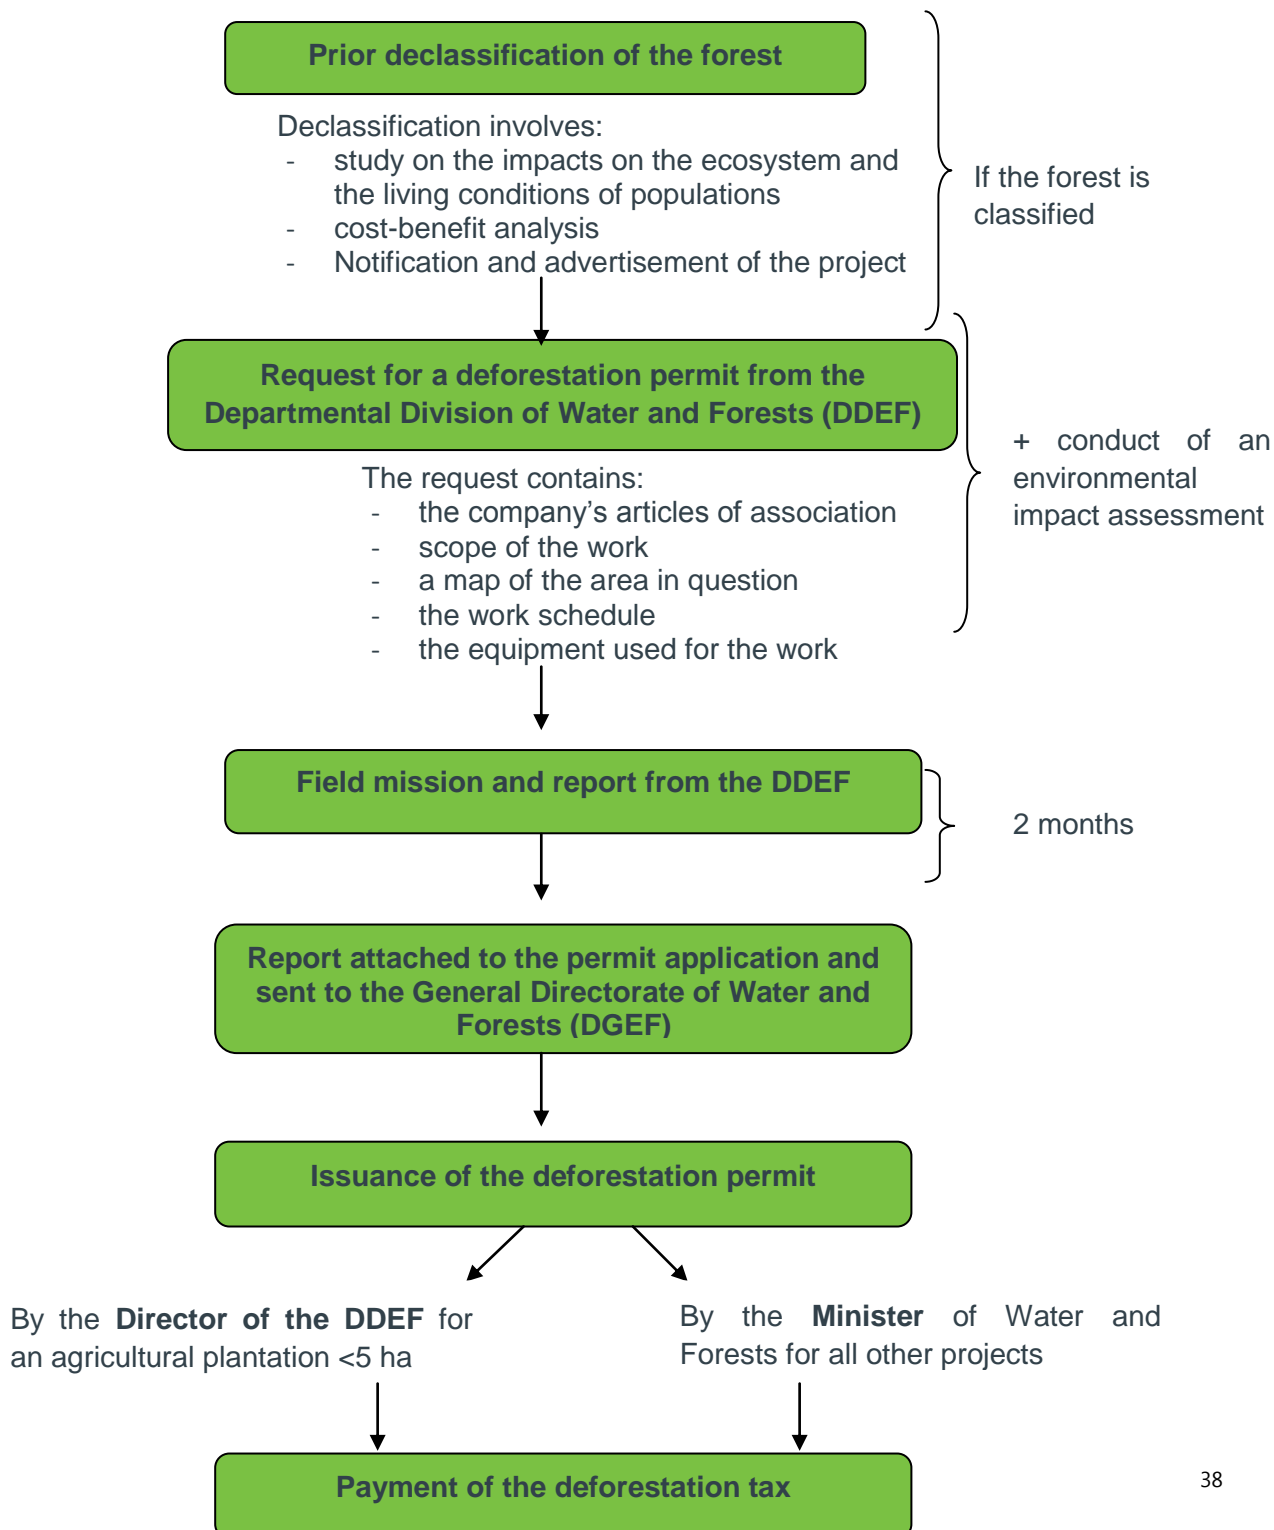 Prior declassification of the forest
Declassification involves:
- study on the impacts on the ecosystem and
the living conditions of populations
- cost-benefit analysis
- Notification and advertisement of the project
If the forest is
classified
Request for a deforestation permit from the
Departmental Division of Water and Forests (DDEF)
The request contains:
- the company’s articles of association
- scope of the work
- a map of the area in question
- the work schedule
- the equipment used for the work
+ conduct of an
environmental
impact assessment
Field mission and report from the DDEF
2 months
Report attached to the permit application and
sent to the General Directorate of Water and
Forests (DGEF)
Issuance of the deforestation permit
By the Director of the DDEF for
an agricultural plantation <5 ha
By the Minister of Water and
Forests for all other projects
Payment of the deforestation tax
38